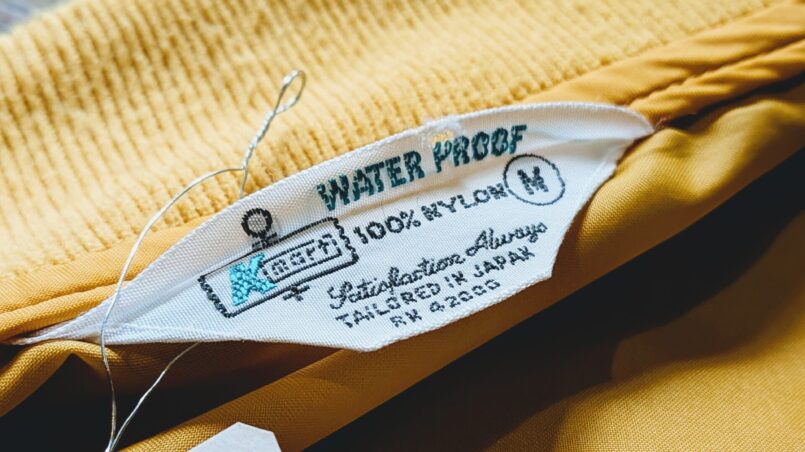 WATER PROOF
100% NYLON M
Kmart
Satisfaction Always
TAILORED IN JAPAN
RN 42000